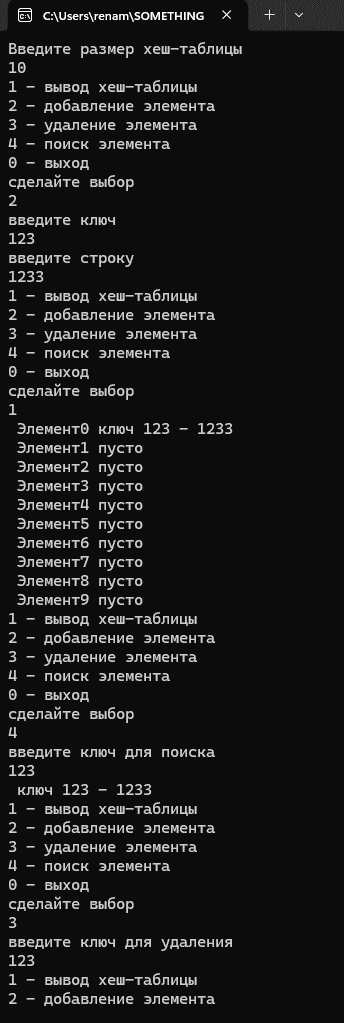 C:\Users\renam\SOMETHING
Введите размер хеш-таблицы
10
1 - вывод хеш-таблицы
2 - добавление элемента
3 - удаление элемента
4 - поиск элемента
0 - выход
сделайте выбор
2
введите ключ
123
введите строку
1233
1 - вывод хеш-таблицы
2 - добавление элемента
3 - удаление элемента
4 - поиск элемента
0 - выход
сделайте выбор
1
Элемент0 ключ 123 - 1233
Элемент1 пусто
Элемент2 пусто
Элемент3 пусто
Элемент4 пусто
Элемент5 пусто
Элемент6 пусто
Элемент7 пусто
Элемент8 пусто
Элемент9 пусто
1 - вывод хеш-таблицы
2 - добавление элемента
3 - удаление элемента
4 - поиск элемента
0 - выход
сделайте выбор
4
введите ключ для поиска
123
ключ 123 - 1233
1 - вывод хеш-таблицы
2 - добавление элемента
3 - удаление элемента
4 - поиск элемента
0 - выход
сделайте выбор
3
введите ключ для удаления
123
1 - вывод хеш-таблицы
2 - добавление элемента